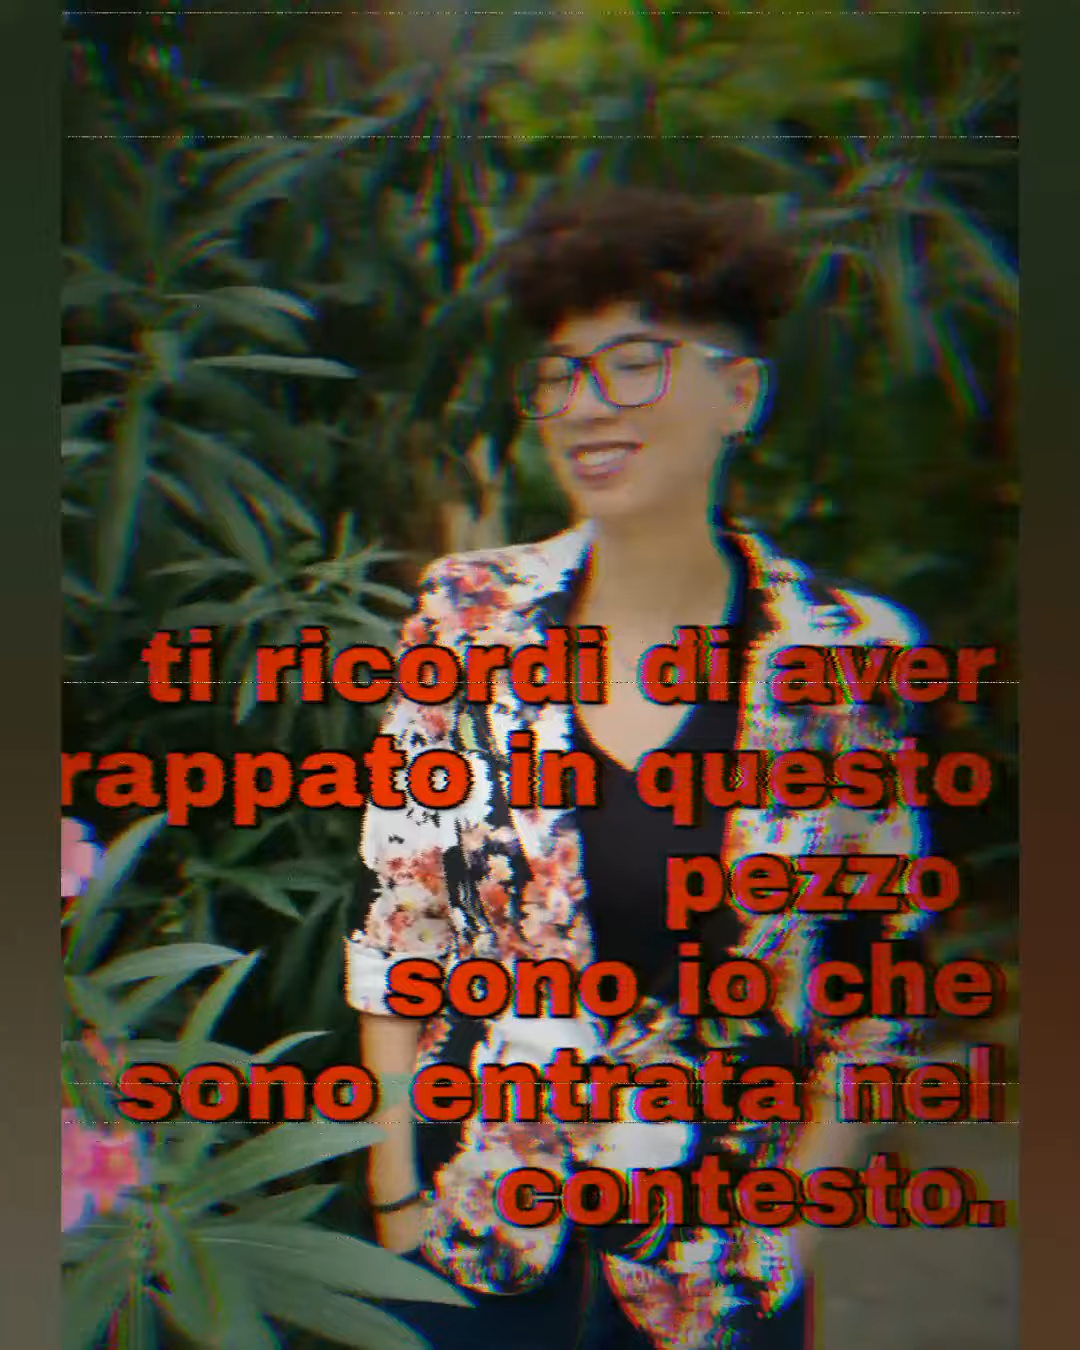 ti ricordi di aver
rappato in questo
pezzo
sono io che
sono entrata nel
contesto.